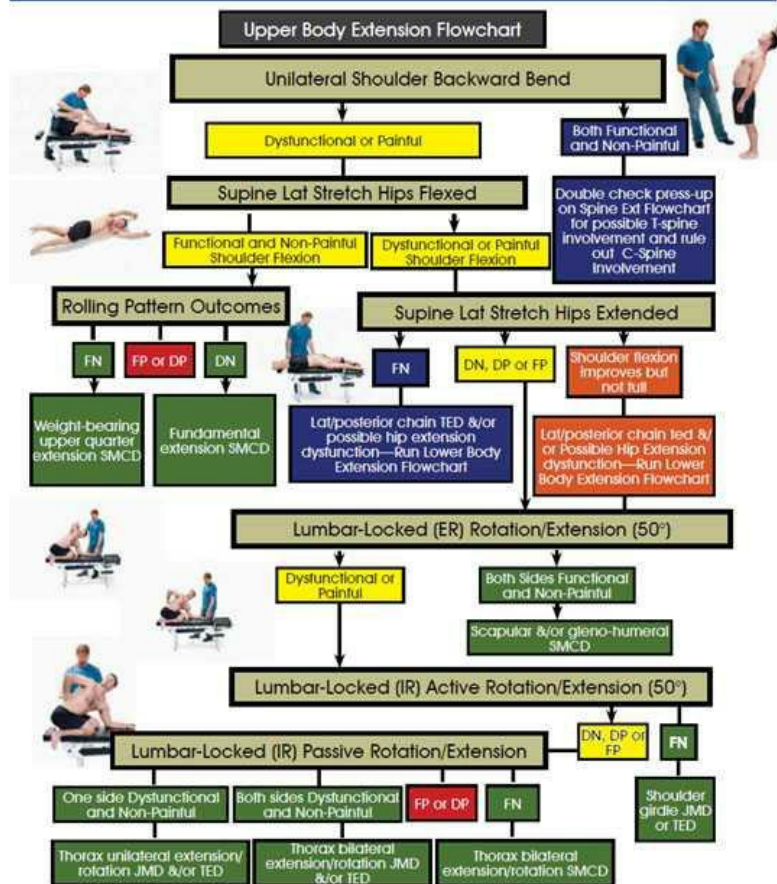 Upper Body Extension Flowchart
Unilateral Shoulder Backward Bend
Dysfunctional or Painful
Both Functional
and Non-Painful
Supine Lat Stretch Hips Flexed
Double check press-up
on Spine Ext Flowchart
for possible T-spine
involvement and rule
out C-Spine
Involvement
Functional and Non-Painful
Shoulder Flexion
Dysfunctional or Painful
Shoulder Flexion
Rolling Pattern Outcomes
Supine Lat Stretch Hips Extended
FN
FP or DP
DN
FN
DN, DP or FP
Shoulder flexion
improves but
not full
Weight-bearing
upper quarter
extension SMCD
Fundamental
extension SMCD
Lat/posterior chain TED &/or
possible hip extension
dysfunction—Run Lower Body
Extension Flowchart
Lat/posterior chain ted &/
or Possible Hip Extension
dysfunction—Run Lower
Body Extension Flowchart
Lumbar-Locked (ER) Rotation/Extension (50°)
Dysfunctional or
Painful
Both Sides Functional
and Non-Painful
Scapular &/or gleno-humeral
SMCD
Lumbar-Locked (IR) Active Rotation/Extension (50°)
DN, DP or
FP
FN
Lumbar-Locked (IR) Passive Rotation/Extension
One side Dysfunctional
and Non-Painful
Both sides Dysfunctional
and Non-Painful
FP or DP
FN
Shoulder
girdle JMD
or TED
Thorax unilateral extension/
rotation JMD &/or TED
Thorax bilateral
extension/rotation JMD
&/or TED
Thorax bilateral
extension/rotation SMCD